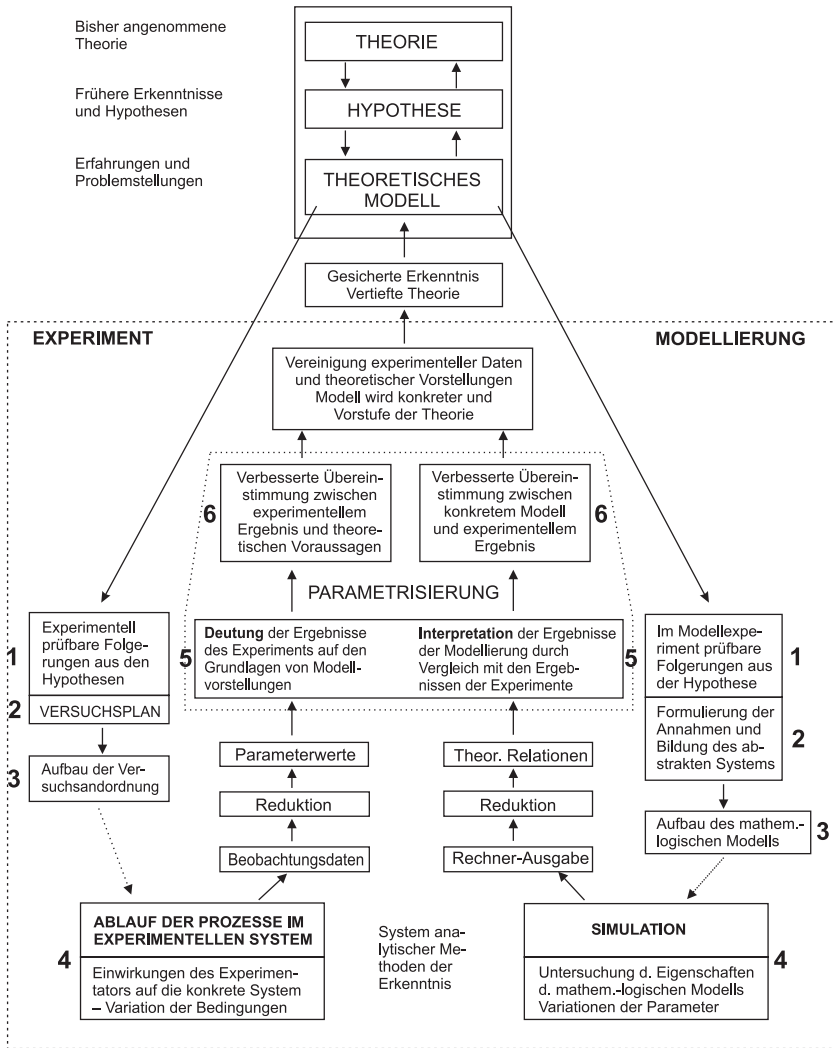 Bisher angenommene
Theorie
THEORIE
Frühere Erkenntnisse
und Hypothesen
HYPOTHESE
Erfahrungen und
Problemstellungen
THEORETISCHES
MODELL
Gesicherte Erkenntnis
Vertiefte Theorie
EXPERIMENT
MODELLIERUNG
Vereinigung experimenteller Daten
und theoretischer Vorstellungen
Modell wird konkreter und
Vorstufe der Theorie
6
Verbesserte Überein-
stimmung zwischen
experimentellem
Ergebnis und theore-
tischen Voraussagen
Verbesserte Überein-
stimmung zwischen
konkretem Modell
und experimentellem
Ergebnis
6
PARAMETRISIERUNG
1
Experimentell
prüfbare Folge-
rungen aus den
Hypothesen
2
VERSUCHSPLAN
3
Aufbau der Ver-
suchsandordnung
5
Deutung der Ergebnisse
des Experiments auf den
Grundlagen von Modell-
vorstellungen
Interpretation der Ergebnisse
der Modellierung durch
Vergleich mit den Ergeb-
nissen der Experimente
5
Im Modellexpe-
riment prüfbare
Folgerungen aus
der Hypothese
1
Formulierung der
Annahmen und
Bildung des ab-
strakten Systems
2
Aufbau des mathem.-
logischen Modells
3
Parameterwerte
Reduktion
Beobachtungsdaten
Theor. Relationen
Reduktion
Rechner-Ausgabe
4
ABLAUF DER PROZESSE IM
EXPERIMENTELLEN SYSTEM
Einwirkungen des Experimen-
tators auf die konkrete System
– Variation der Bedingungen
System ana-
lytischer Me-
thoden der
Erkenntnis
SIMULATION
Untersuchung d. Eigenschaften
d. mathem.-logischen Modells
Variationen der Parameter
4